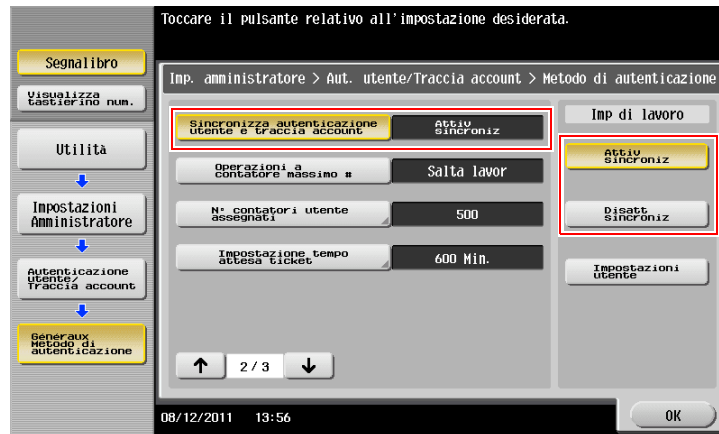 Toccare il pulsante relativo all'impostazione desiderata.
Segnalibro
Visualizza
tastierino num.
Utilità
Impostazioni
Amministratore
Autenticazione
utente/
Traccia account
Généraux
Metodo di
autenticazione
Imp. amministratore > Aut. utente/Traccia account > Metodo di autenticazione
Sincronizza autenticazione
utente e traccia account
Attiv
sincroniz
Operazioni a
contatore massimo #
Salta lavor
N° contatori utente
assegnati
500
Impostazione tempo
attesa ticket
600 Min.
2/3
Imp di lavoro
Attiv
sincroniz
Disatt
sincroniz
Impostazioni
utente
08/12/2011 13:56
OK